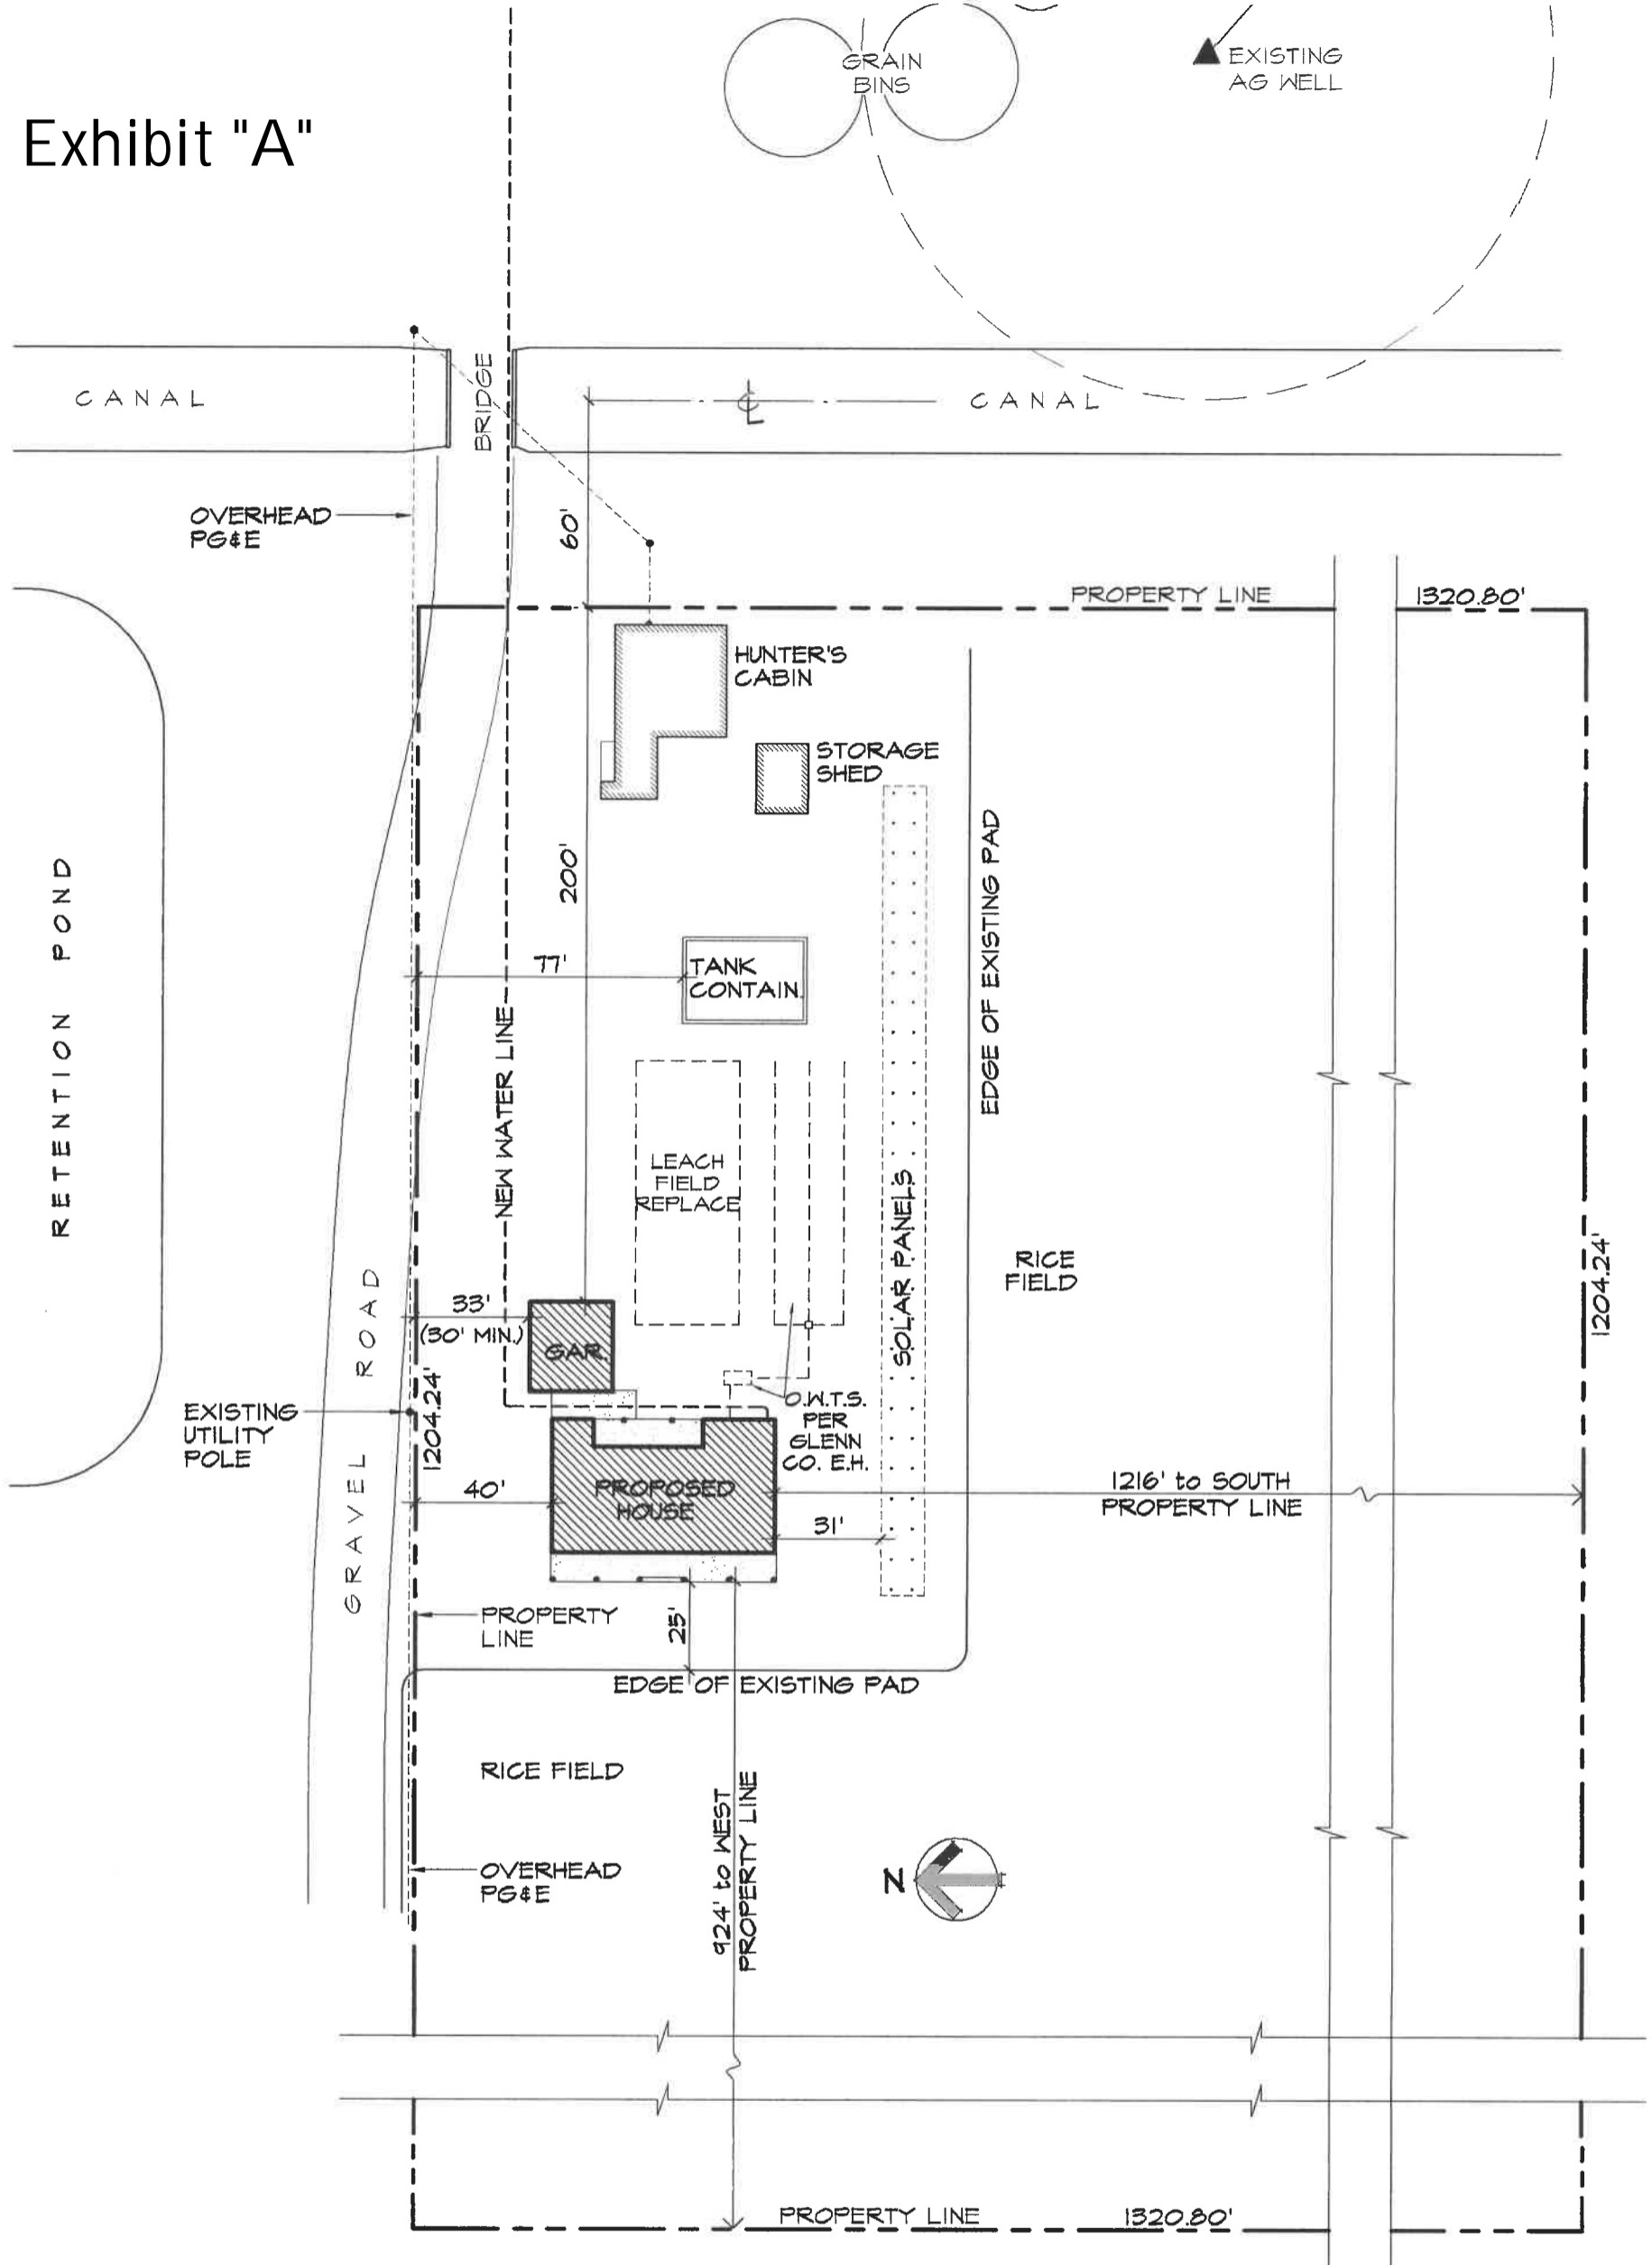 GRAIN
BINS
EXISTING
AG WELL
Exhibit "A"
CANAL
BRIDGE
C̵L
CANAL
OVERHEAD
PG&E
60'
PROPERTY LINE
1320.80'
HUNTER'S
CABIN
STORAGE
SHED
200'
EDGE OF EXISTING PAD
RETENTION POND
77'
TANK
CONTAIN.
NEW WATER LINE
LEACH
FIELD
REPLACE
SOLAR PANELS
RICE
FIELD
1204.24'
33'
(30' MIN.)
GAR.
GRAVEL ROAD
1204.24'
EXISTING
UTILITY
POLE
O.W.T.S.
PER
GLENN
CO. E.H.
40'
PROPOSED
HOUSE
1216' to SOUTH
PROPERTY LINE
31'
PROPERTY
LINE
25'
EDGE OF EXISTING PAD
RICE FIELD
924' to WEST
PROPERTY LINE
OVERHEAD
PG&E
N
PROPERTY LINE
1320.80'